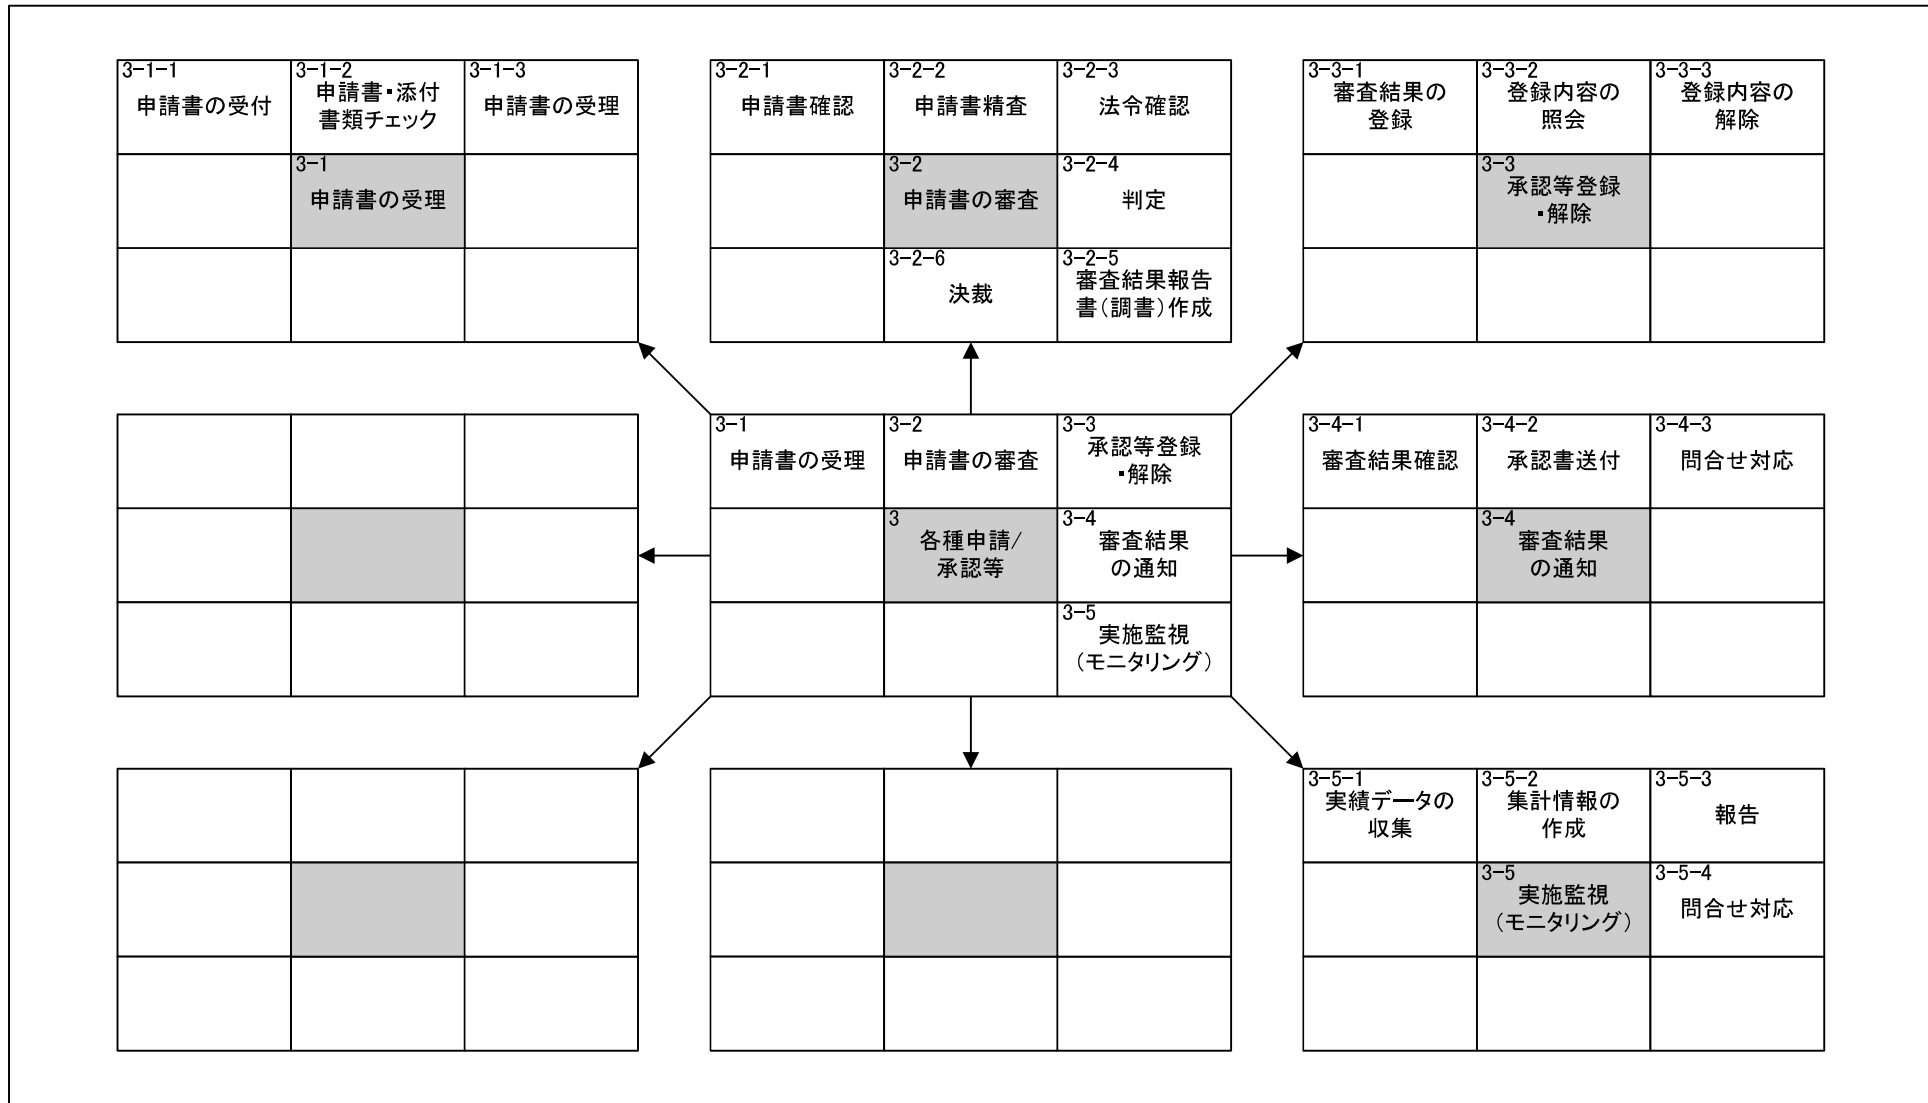 3-1-1
申請書の受付
3-1-2
申請書・添付
書類チェック
3-1-3
申請書の受理
3-1
申請書の受理
3-2-1
申請書確認
3-2-2
申請書精査
3-2-3
法令確認
3-2
申請書の審査
3-2-4
判定
3-2-6
決裁
3-2-5
審査結果報告
書(調書)作成
3-3-1
審査結果の
登録
3-3-2
登録内容の
照会
3-3-3
登録内容の
解除
3-3
承認等登録
・解除
3-1
申請書の受理
3-2
申請書の審査
3-3
承認等登録
・解除
3
各種申請/
承認等
3-4
審査結果
の通知
3-5
実施監視
(モニタリング)
3-4-1
審査結果確認
3-4-2
承認書送付
3-4-3
問合せ対応
3-4
審査結果
の通知
3-5-1
実績データの
収集
3-5-2
集計情報の
作成
3-5-3
報告
3-5
実施監視
(モニタリング)
3-5-4
問合せ対応